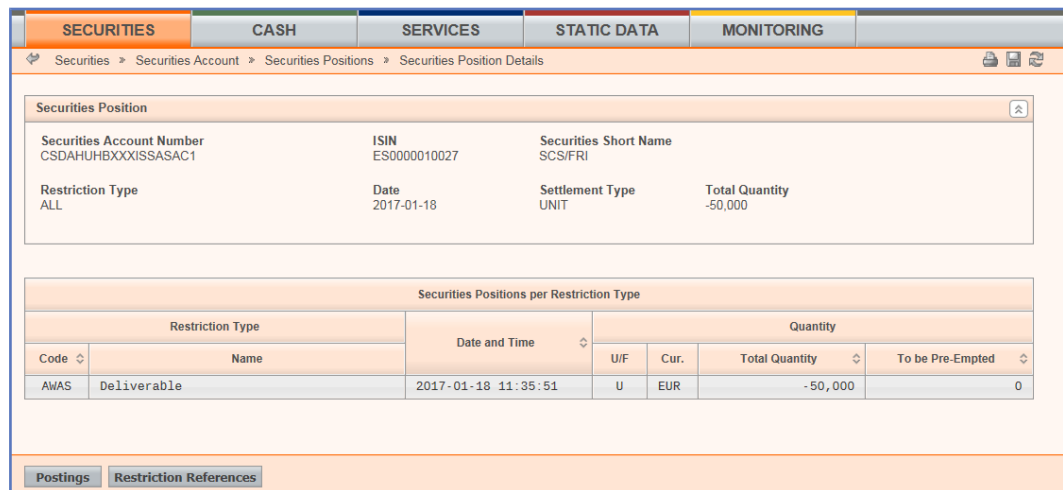 SECURITIES CASH SERVICES STATIC DATA MONITORING
Securities » Securities Account » Securities Positions » Securities Position Details
Securities Position
Securities Account Number ISIN Securities Short Name
CSDAHUHBXXXISSASAC1 ES0000010027 SCS/FRI
Restriction Type Date Settlement Type Total Quantity
ALL 2017-01-18 UNIT -50,000
Securities Positions per Restriction Type
Restriction Type Date and Time Quantity
Code Name U/F Cur. Total Quantity To be Pre-Empted
AWAS Deliverable 2017-01-18 11:35:51 U EUR -50,000 0
Postings Restriction References